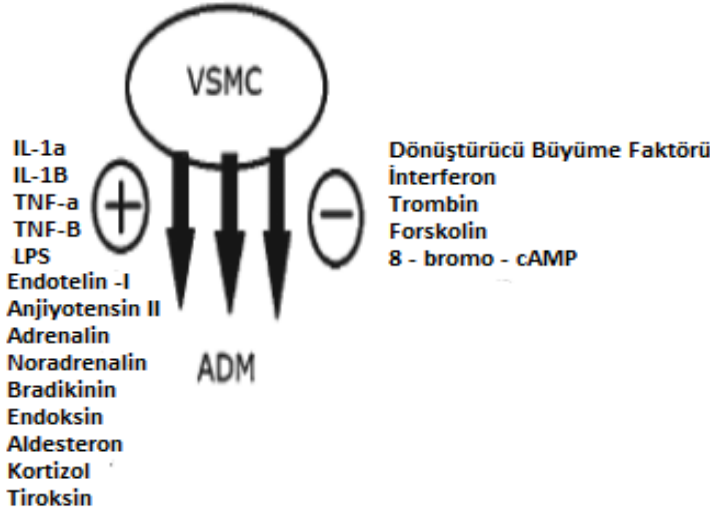 VSMC
IL-1a
IL-1B
TNF-a
TNF-B
LPS
Endotelin -I
Anjiyotensin II
Adrenalin
Noradrenalin
Bradikinin
Endoksin
Aldesteron
Kortizol
Tiroksin
+
−
Dönüştürücü Büyüme Faktörü
İnterferon
Trombin
Forskolin
8 - bromo - cAMP
ADM